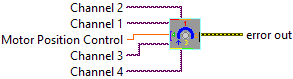 Channel 2
Channel 1
Motor Position Control
error out
Channel 3
Channel 4